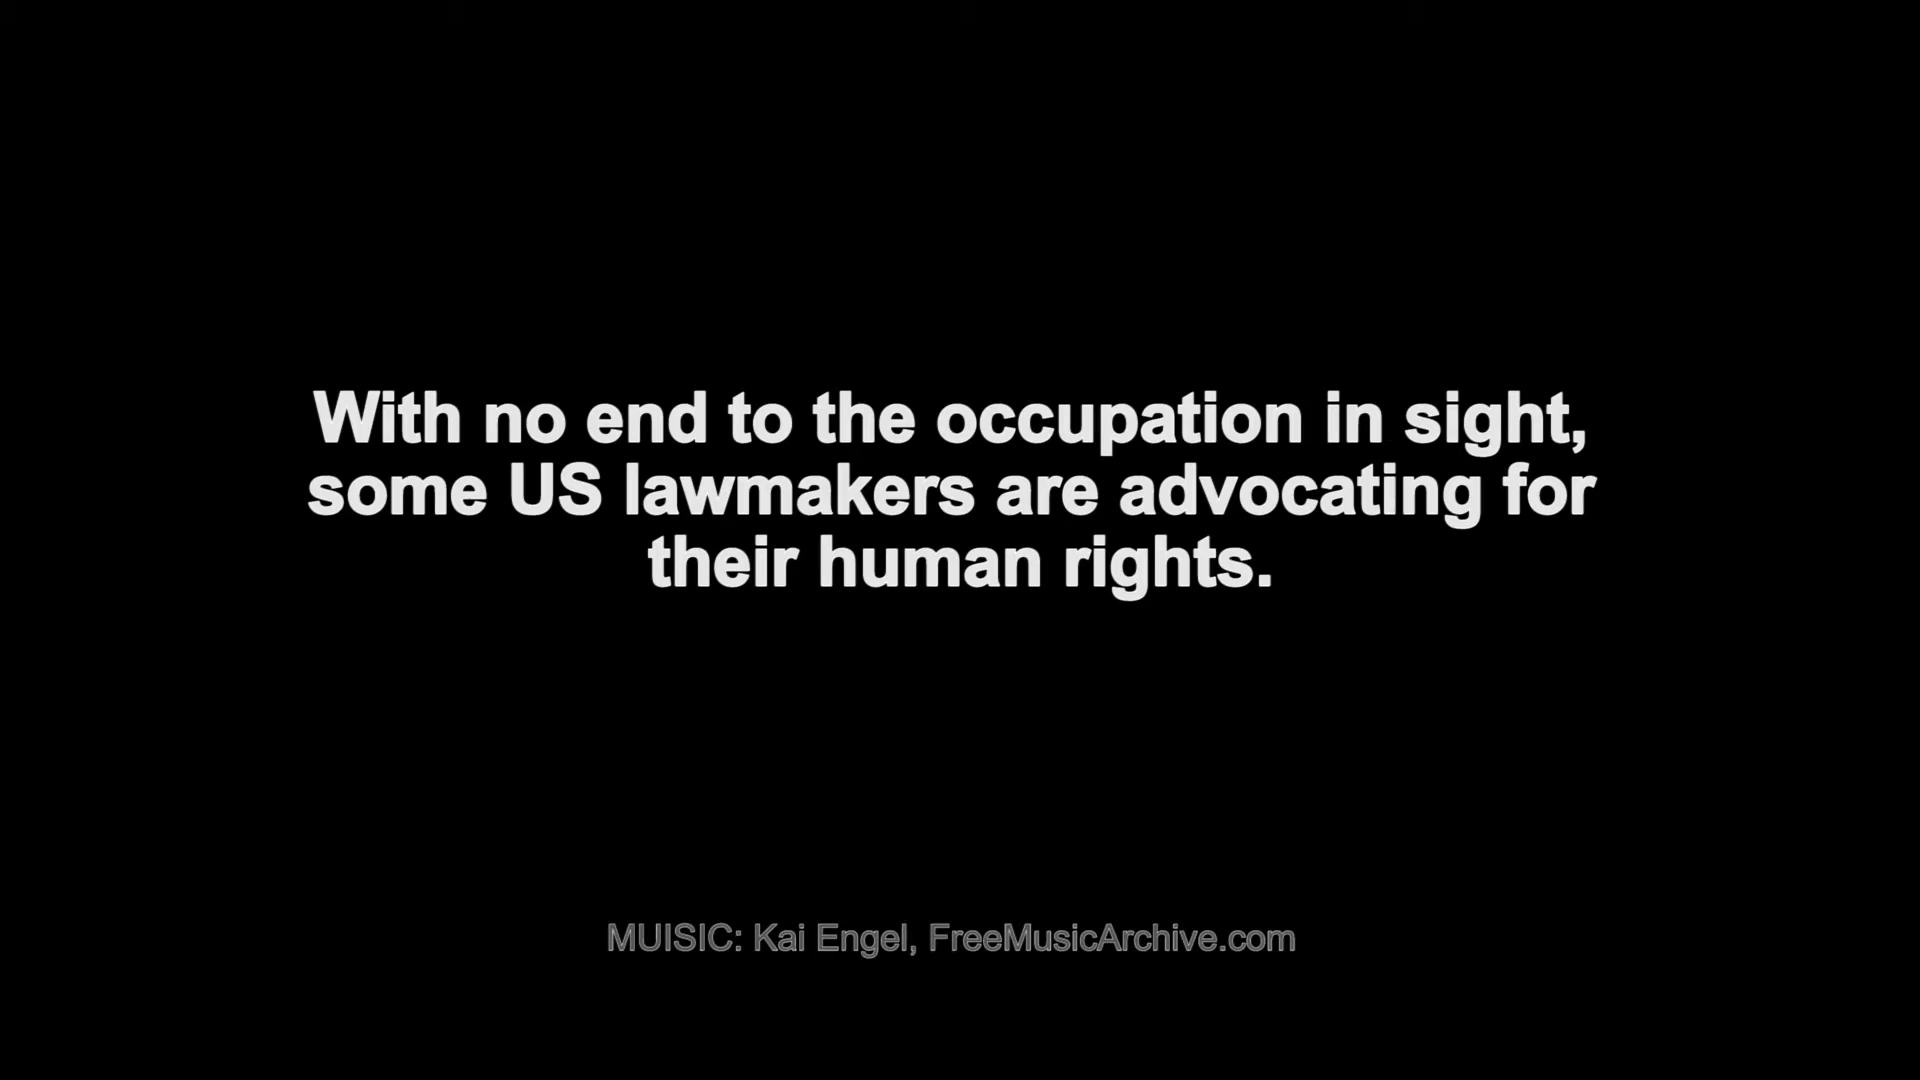 With no end to the occupation in sight,
some US lawmakers are advocating for
their human rights.
MUISIC: Kai Engel, FreeMusicArchive.com